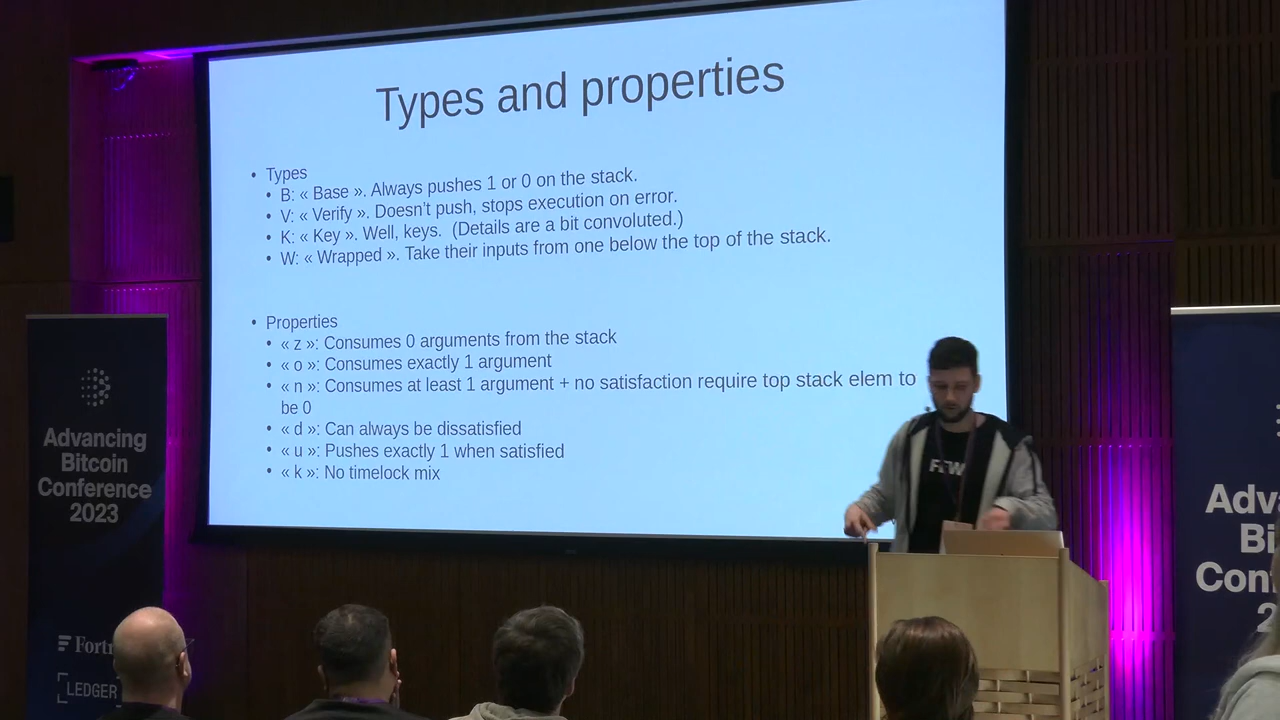 Types and properties
• Types
• B: « Base ». Always pushes 1 or 0 on the stack.
• V: « Verify ». Doesn't push, stops execution on error.
• K: « Key ». Well, keys. (Details are a bit convoluted.)
• W: « Wrapped ». Take their inputs from one below the top of the stack.
• Properties
• « z »: Consumes 0 arguments from the stack
• « o »: Consumes exactly 1 argument
• « n »: Consumes at least 1 argument + no satisfaction require top stack elem to
be 0
• « d »: Can always be dissatisfied
• « u »: Pushes exactly 1 when satisfied
• « k »: No timelock mix
Advancing
Bitcoin
Conference
2023
LEDGER